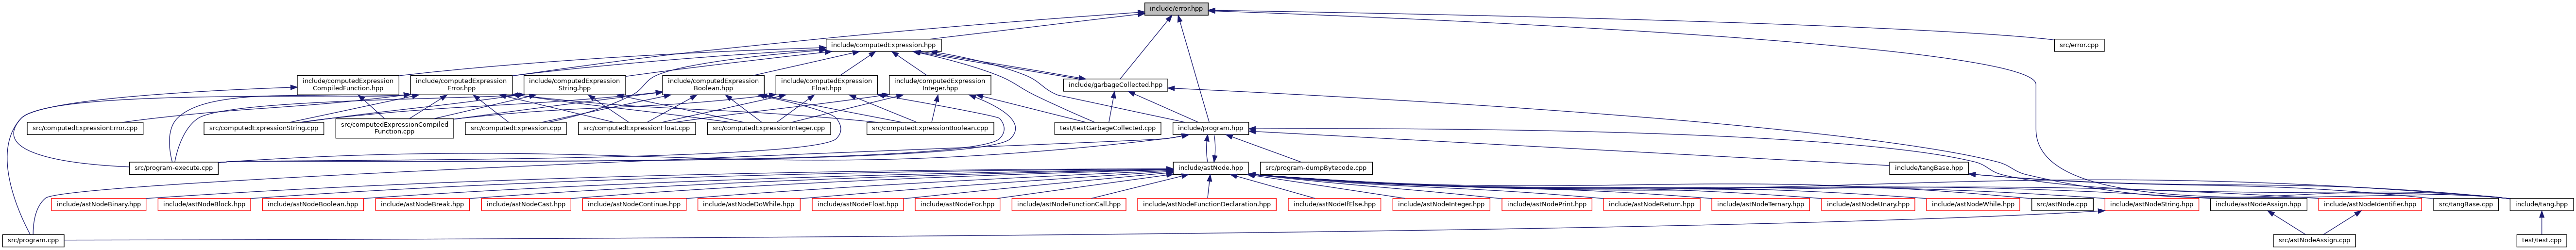 include/error.hpp
include/computedExpression.hpp
src/error.cpp
include/computedExpression
CompiledFunction.hpp
include/computedExpression
Error.hpp
include/computedExpression
String.hpp
include/computedExpression
Boolean.hpp
include/computedExpression
Float.hpp
include/computedExpression
Integer.hpp
include/garbageCollected.hpp
src/computedExpressionError.cpp
src/computedExpressionString.cpp
src/computedExpressionCompiled
Function.cpp
src/computedExpression.cpp
src/computedExpressionFloat.cpp
src/computedExpressionInteger.cpp
src/computedExpressionBoolean.cpp
test/testGarbageCollected.cpp
include/program.hpp
src/program-execute.cpp
include/astNode.hpp
src/program-dumpBytecode.cpp
include/tangBase.hpp
include/astNodeBinary.hpp
include/astNodeBlock.hpp
include/astNodeBoolean.hpp
include/astNodeBreak.hpp
include/astNodeCast.hpp
include/astNodeContinue.hpp
include/astNodeDoWhile.hpp
include/astNodeFloat.hpp
include/astNodeFor.hpp
include/astNodeFunctionCall.hpp
include/astNodeFunctionDeclaration.hpp
include/astNodeIfElse.hpp
include/astNodeInteger.hpp
include/astNodePrint.hpp
include/astNodeReturn.hpp
include/astNodeTernary.hpp
include/astNodeUnary.hpp
include/astNodeWhile.hpp
src/astNode.cpp
include/astNodeString.hpp
include/astNodeAssign.hpp
include/astNodeIdentifier.hpp
src/tangBase.cpp
include/tang.hpp
src/program.cpp
src/astNodeAssign.cpp
test/test.cpp